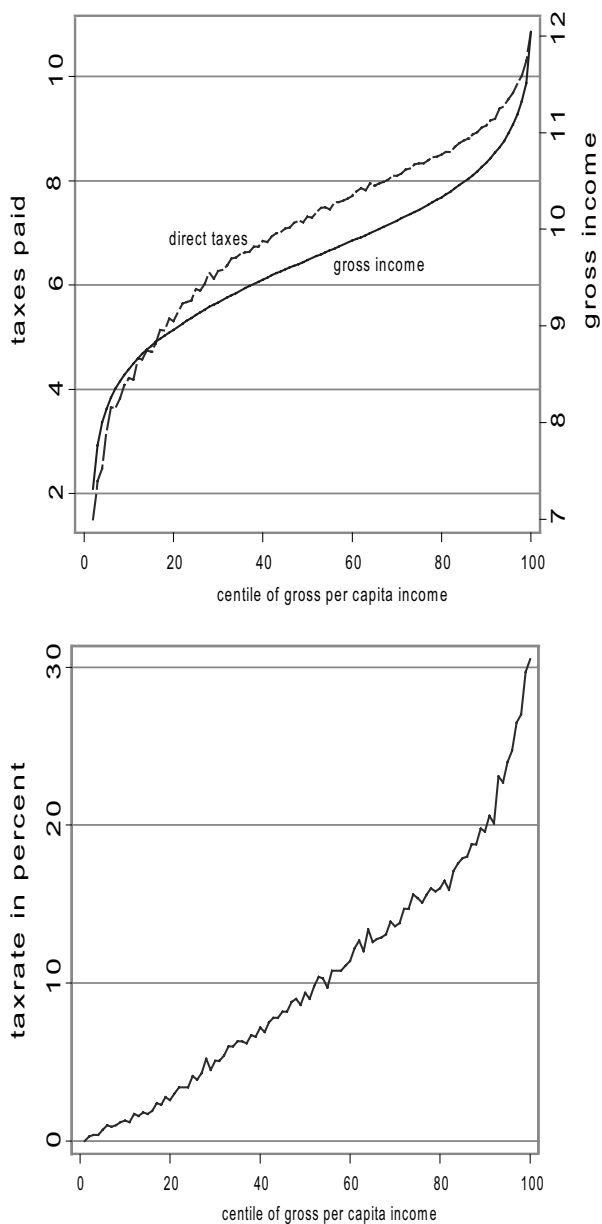 taxes paid
10
8
6
4
2
direct taxes
gross income
12
11
10
9
8
7
gross income
0 20 40 60 80 100
centile of gross per capita income
taxrate in percent
30
20
10
0
0 20 40 60 80 100
centile of gross per capita income